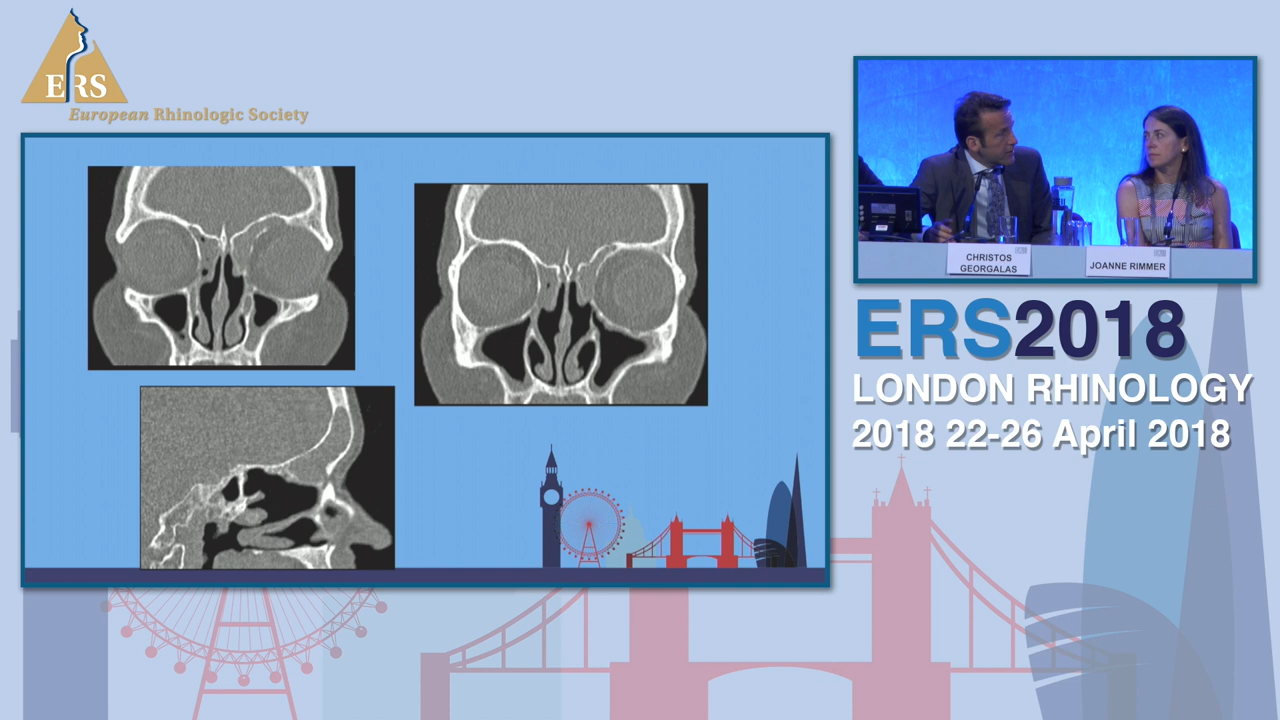 ERS
European Rhinologic Society
CHRISTOS
GEORGALAS
JOANNE RIMMER
ERS2018
LONDON RHINOLOGY
2018 22-26 April 2018